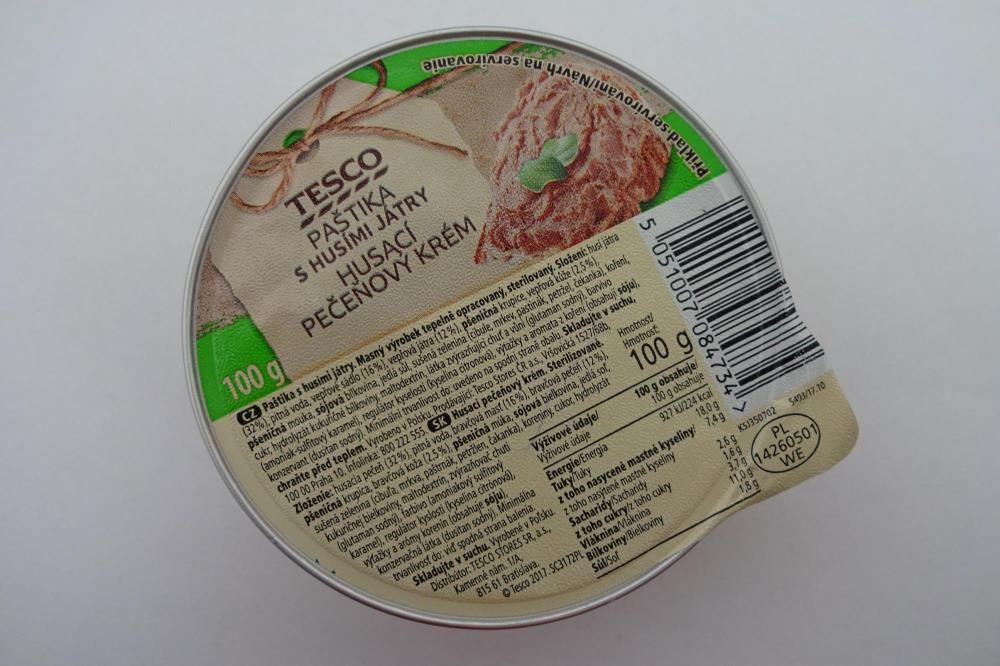 Příklad servírování/Návrh na servírovanie
TESCO
PAŠTIKA
S HUSÍMI JÁTRY
HUSACÍ
PEČEŇOVÝ KRÉM
100 g
CZ Paštika s husími játry. Masný výrobek tepelně opracovaný, sterilovaný. Složení: husí játra
(32%), pitná voda, vepřové sádlo (16%), vepřová játra (12%), pšeničná krupice, vepřová kůže (2,5%),
pšeničná mouka, sójová bílkovina, jedlá sůl, sušená zelenina (cibule, mrkev, pastinák, petržel, čekanka), koření,
cukr, hydrolyzát kukuřičné bílkoviny, maltodextrin, látka zvýrazňující chuť a vůni (glutaman sodný), barvivo
(amoniak-sulfitový karamel), regulátor kyselosti (kyselina citronová), výtažky a aromata z koření (obsahují sóju),
konzervant (dusitan sodný). Minimální trvanlivost do: uvedeno na spodní straně obalu. Skladujte v suchu,
chraňte před teplem. Vyrobeno v Polsku. Prodávající: Tesco Stores ČR a.s., Vršovická 1527/68b,
100 00 Praha 10, Infolinka: 800 222 555. SK Husací pečeňový krém. Sterilizované.
Zloženie: husacia pečeň (32%), pitná voda, bravčová masť (16%), bravčová pečeň (12%),
pšeničná krupica, bravčová koža (2,5%), pšeničná múka, sójová bielkovina, jedlá soľ,
sušená zelenina (cibuľa, mrkva, paštrnák, petržlen, čakanka), koreniny, cukor, hydrolyzát
kukuričnej bielkoviny, maltodextrín, zvýrazňovač chuti
(glutaman sodný), farbivo (amoniakový sulfitový
karamel), regulátor kyslosti (kyselina citrónová),
výťažky a arómy korenín (obsahuje sóju),
konzervačná látka (dusitan sodný). Minimálna
trvanlivosť do: viď spodná strana balenia.
Skladujte v suchu. Vyrobené v Poľsku.
Distribútor: TESCO STORES SR, a.s.,
Kamenné nám. 1/A,
815 61 Bratislava.
© Tesco 2017. SC3172PL
Hmotnost/
Hmotnosť:
100 g
Výživové údaje/ 100 g obsahuje/
Výživové údaje 100 g obsahuje
Energie/Energia 927 kJ/224 kcal
Tuky/Tuky 18,0 g
z toho nasycené mastné kyseliny/ 7,4 g
z toho nasýtené mastné kyseliny
Sacharidy/Sacharidy 2,6 g
z toho cukry/z toho cukry 1,6 g
Vláknina/Vláknina 3,7 g
Bílkoviny/Bielkoviny 11,0 g
Sůl/Soľ 1,8 g
5 051007 084734 >
KSJ350702 5493/17.10
PL
14260501
WE